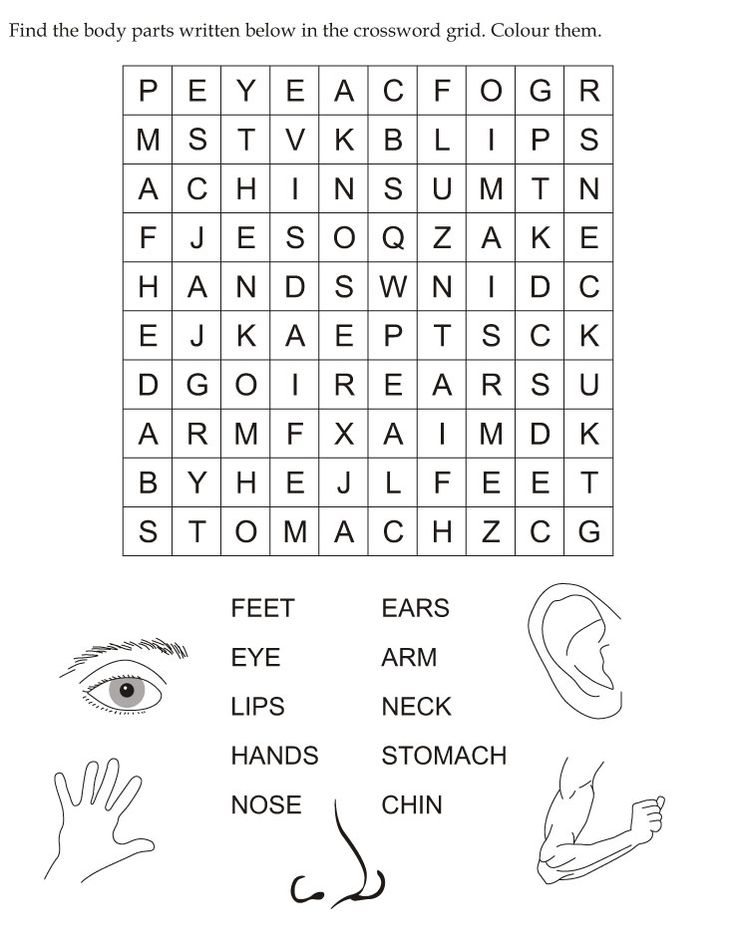 Find the body parts written below in the crossword grid. Colour them.
P E Y E A C F O G R
M S T V K B L I P S
A C H I N S U M T N
F J E S O Q Z A K E
H A N D S W N I D C
E J K A E P T S C K
D G O I R E A R S U
A R M F X A I M D K
B Y H E J L F E E T
S T O M A C H Z C G
FEET EARS
EYE ARM
LIPS NECK
HANDS STOMACH
NOSE CHIN